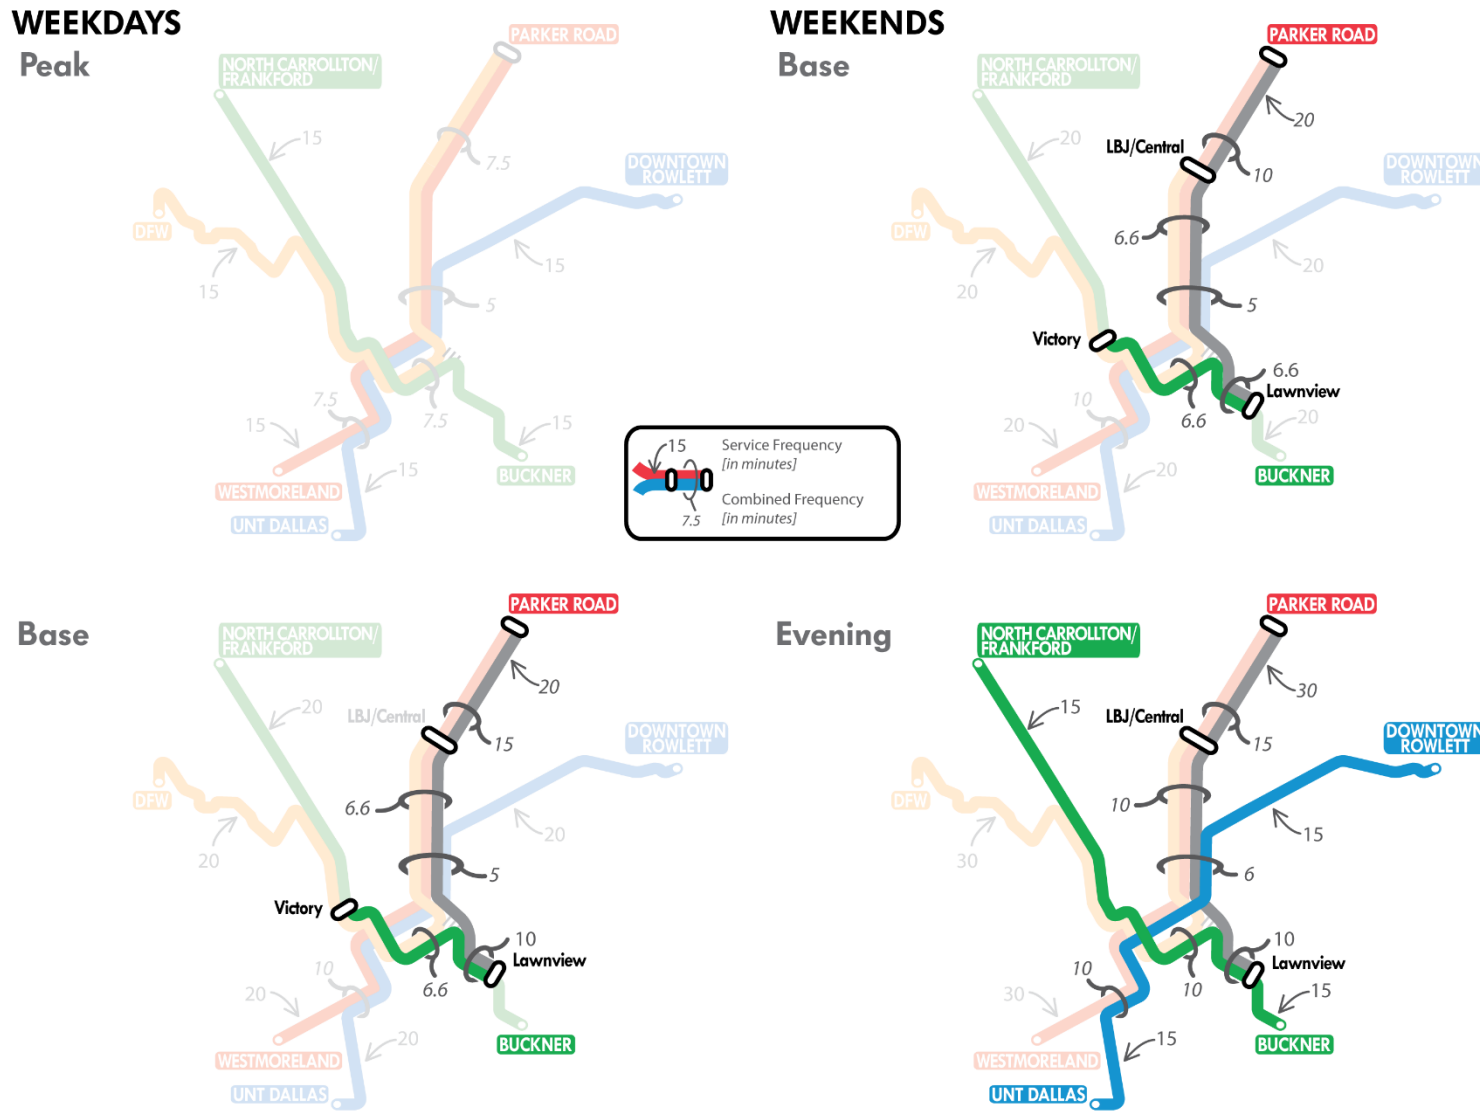 WEEKDAYS
Peak
PARKER ROAD
NORTH CARROLLTON/
FRANKFORD
15
7.5
DOWNTOWN
ROWLETT
DFW
15
15
5
7.5
7.5
15
15
15
WESTMORELAND
BUCKNER
UNT DALLAS
WEEKENDS
Base
PARKER ROAD
NORTH CARROLLTON/
FRANKFORD
20
20
LBJ/Central
10
DOWNTOWN
ROWLETT
DFW
6.6
20
20
5
Victory
6.6
Lawnview
10
6.6
20
20
20
WESTMORELAND
BUCKNER
UNT DALLAS
15
Service Frequency
[in minutes]
Combined Frequency
[in minutes]
7.5
Base
PARKER ROAD
NORTH CARROLLTON/
FRANKFORD
20
20
LBJ/Central
15
DOWNTOWN
ROWLETT
DFW
6.6
20
20
5
Victory
10
Lawnview
10
6.6
20
20
WESTMORELAND
BUCKNER
UNT DALLAS
Evening
PARKER ROAD
NORTH CARROLLTON/
FRANKFORD
15
30
LBJ/Central
15
DOWNTOWN
ROWLETT
DFW
10
15
30
6
10
Lawnview
10
10
30
15
15
WESTMORELAND
BUCKNER
UNT DALLAS